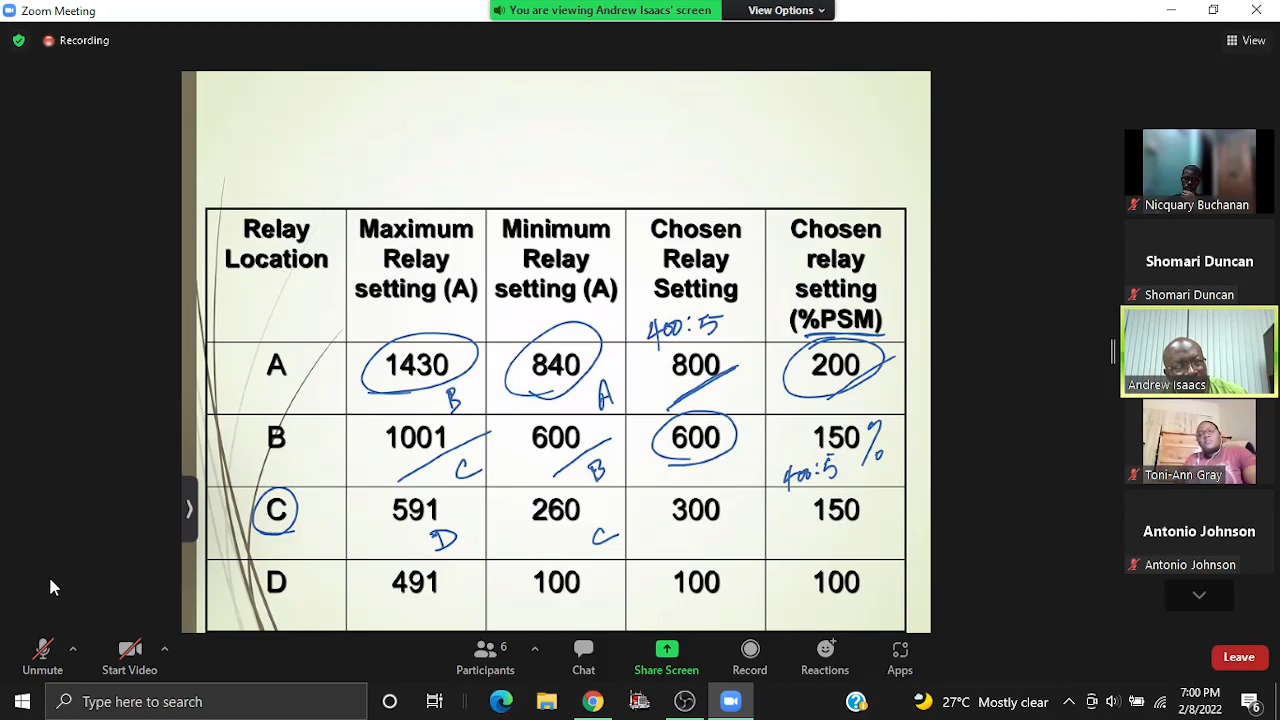 Zoom Meeting
You are viewing Andrew Isaacs' screen
View Options
Recording
View
Relay Location
Maximum Relay setting (A)
Minimum Relay setting (A)
Chosen Relay Setting
400:5
Chosen relay setting (%PSM)
A 1430 B 840 A 800 200
B 1001 C 600 B 600 150 %
400:5
C 591 D 260 C 300 150
D 491 100 100 100
Nicquary Buchanan
Shomari Duncan
Shomari Duncan
Andrew Isaacs
Toni-Ann Gray
Antonio Johnson
Antonio Johnson
Unmute
Start Video
6
Participants
Chat
Share Screen
Record
Reactions
Apps
Leave
Type here to search
27°C Mostly clear
7:00 PM
2/8/2022
6